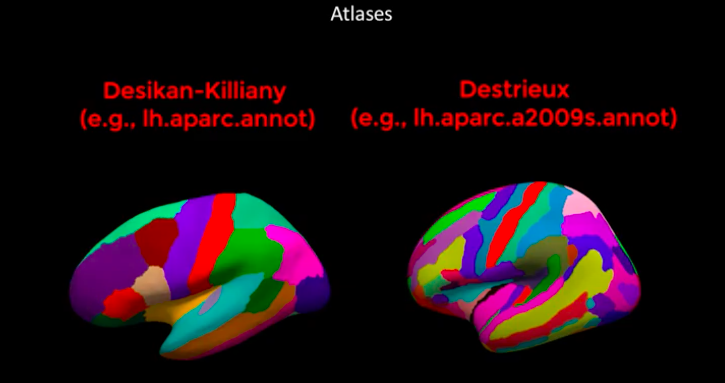 Atlases
Desikan-Killiany
(e.g., lh.aparc.annot)
Destrieux
(e.g., lh.aparc.a2009s.annot)